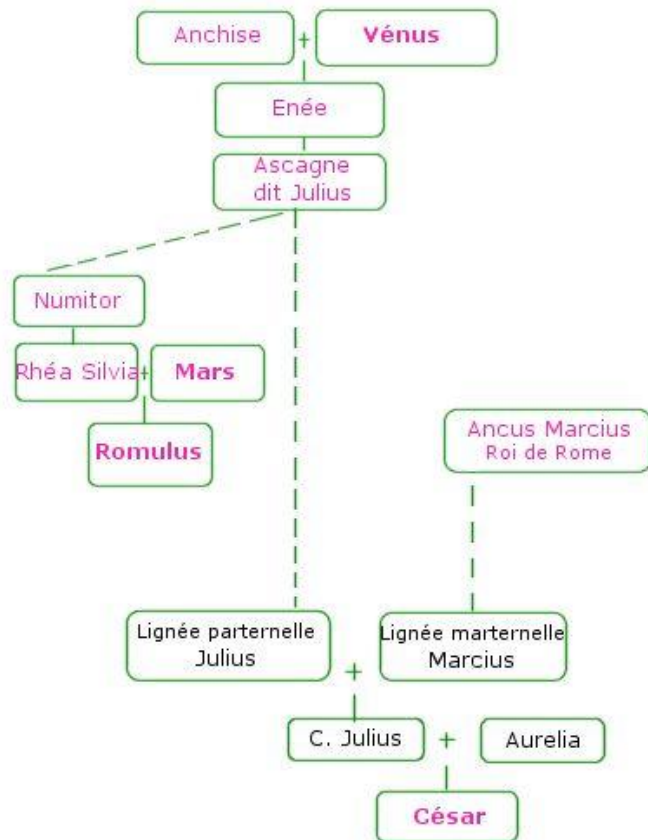 Anchise + Vénus
Enée
Ascagne
dit Julius
Numitor
Rhéa Silvia + Mars
Romulus
Ancus Marcius
Roi de Rome
Lignée parternelle
Julius
+
Lignée marternelle
Marcius
C. Julius + Aurelia
César